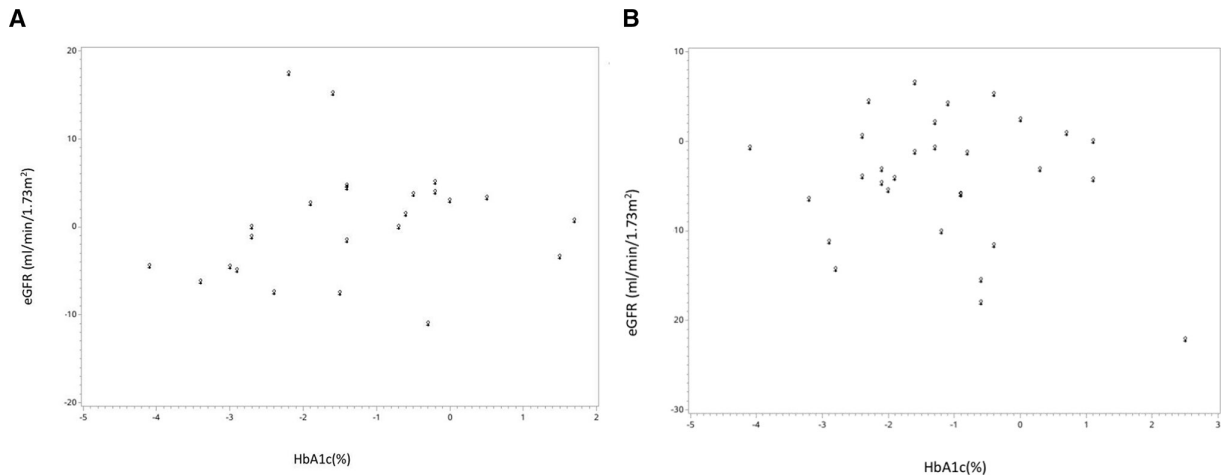 A
B
20
10
0
-10
-20
eGFR (ml/min/1.73m²)
-5 -4 -3 -2 -1 0 1 2
HbA1c(%)
10
0
10
20
-30
eGFR (ml/min/1.73m²)
-5 -4 -3 -2 -1 0 1 2 3
HbA1c(%)